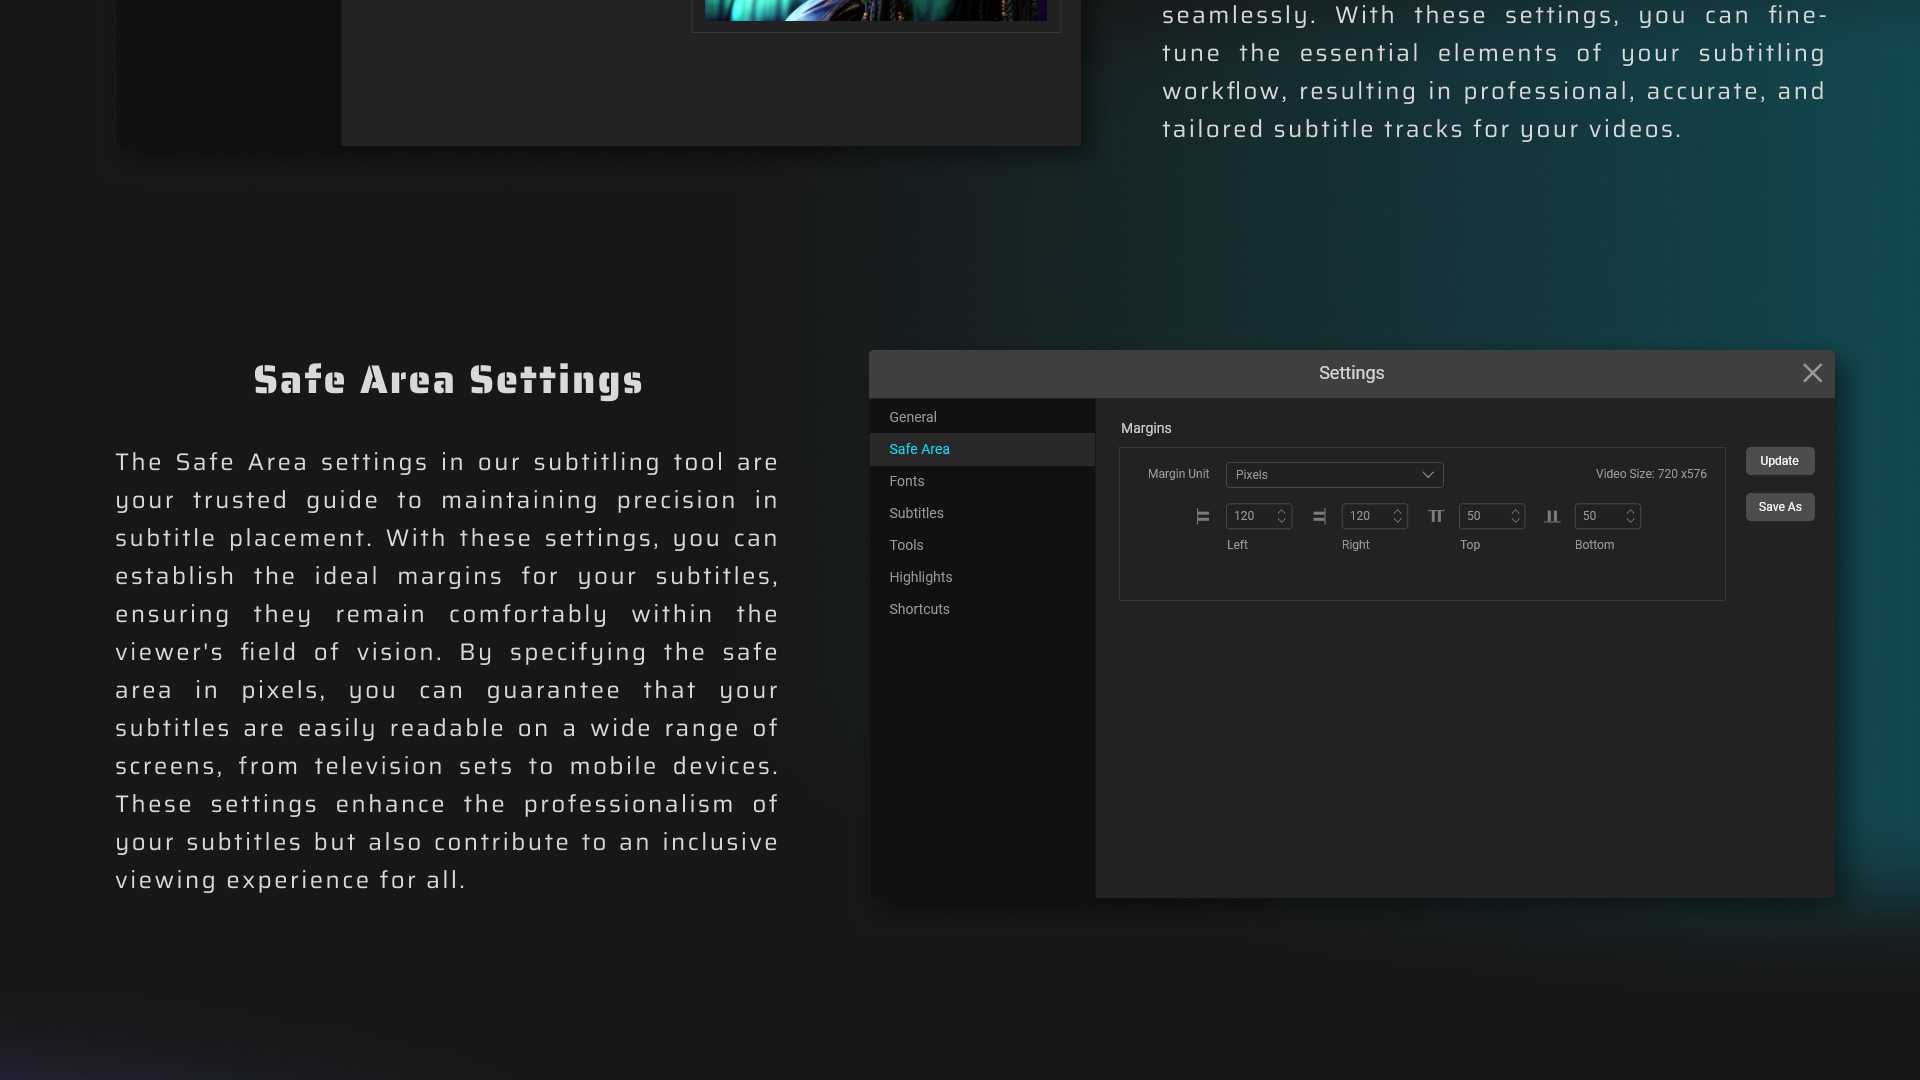 seamlessly. With these settings, you can fine-
tune the essential elements of your subtitling
workflow, resulting in professional, accurate, and
tailored subtitle tracks for your videos.
Safe Area Settings
The Safe Area settings in our subtitling tool are
your trusted guide to maintaining precision in
subtitle placement. With these settings, you can
establish the ideal margins for your subtitles,
ensuring they remain comfortably within the
viewer's field of vision. By specifying the safe
area in pixels, you can guarantee that your
subtitles are easily readable on a wide range of
screens, from television sets to mobile devices.
These settings enhance the professionalism of
your subtitles but also contribute to an inclusive
viewing experience for all.
Settings
General
Safe Area
Fonts
Subtitles
Tools
Highlights
Shortcuts
Margins
Margin Unit Pixels Video Size: 720 x576
120 120 50 50
Left Right Top Bottom
Update
Save As